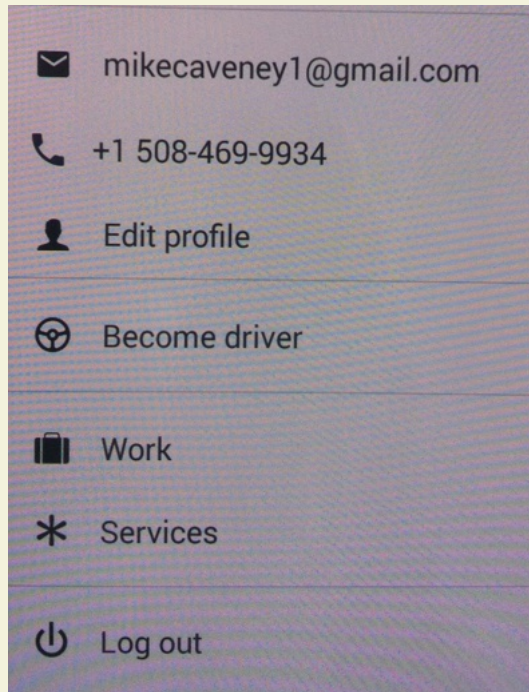 mikecaveney1@gmail.com
+1 508-469-9934
Edit profile
Become driver
Work
Services
Log out